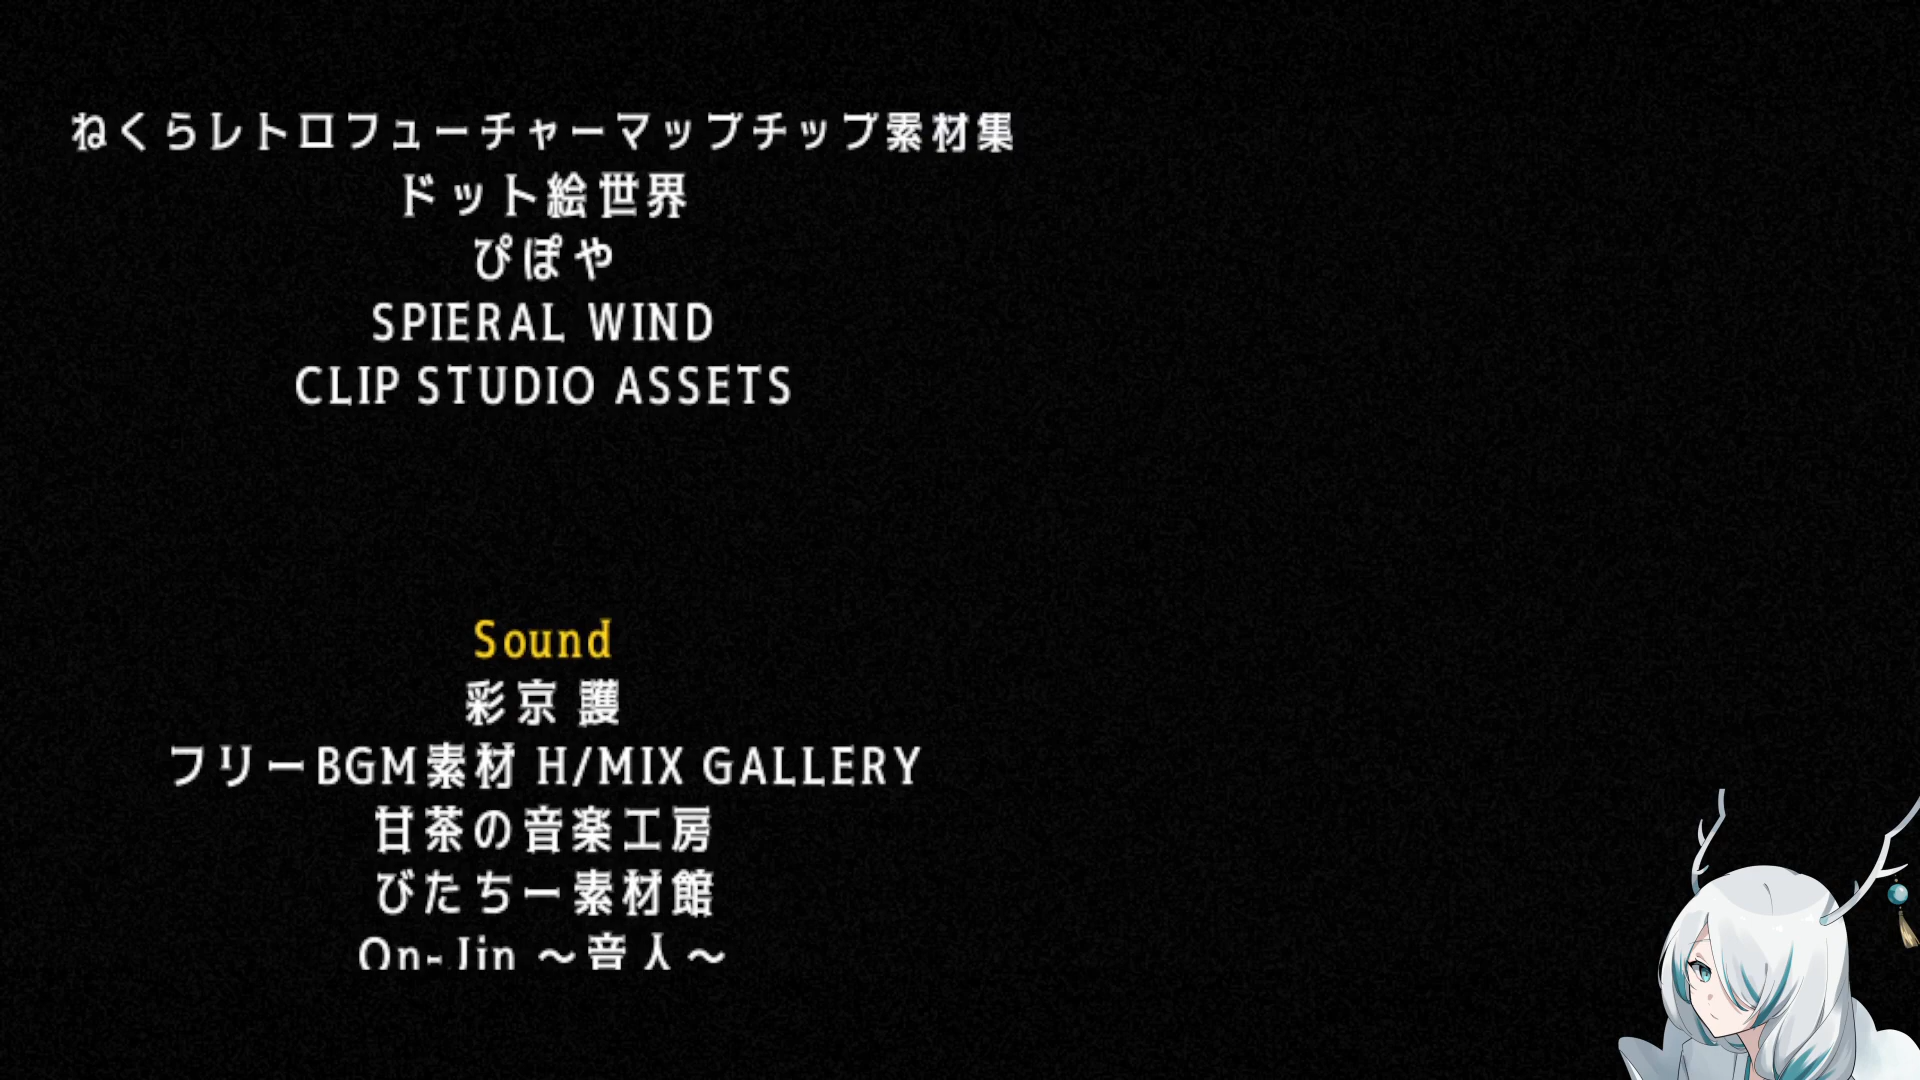 ねくらレトロフューチャーマップチップ素材集
ドット絵世界
ぴぽや
SPIERAL WIND
CLIP STUDIO ASSETS
Sound
彩京 護
フリーBGM素材 H/MIX GALLERY
甘茶の音楽工房
びたちー素材館
On-Jin ～音人～